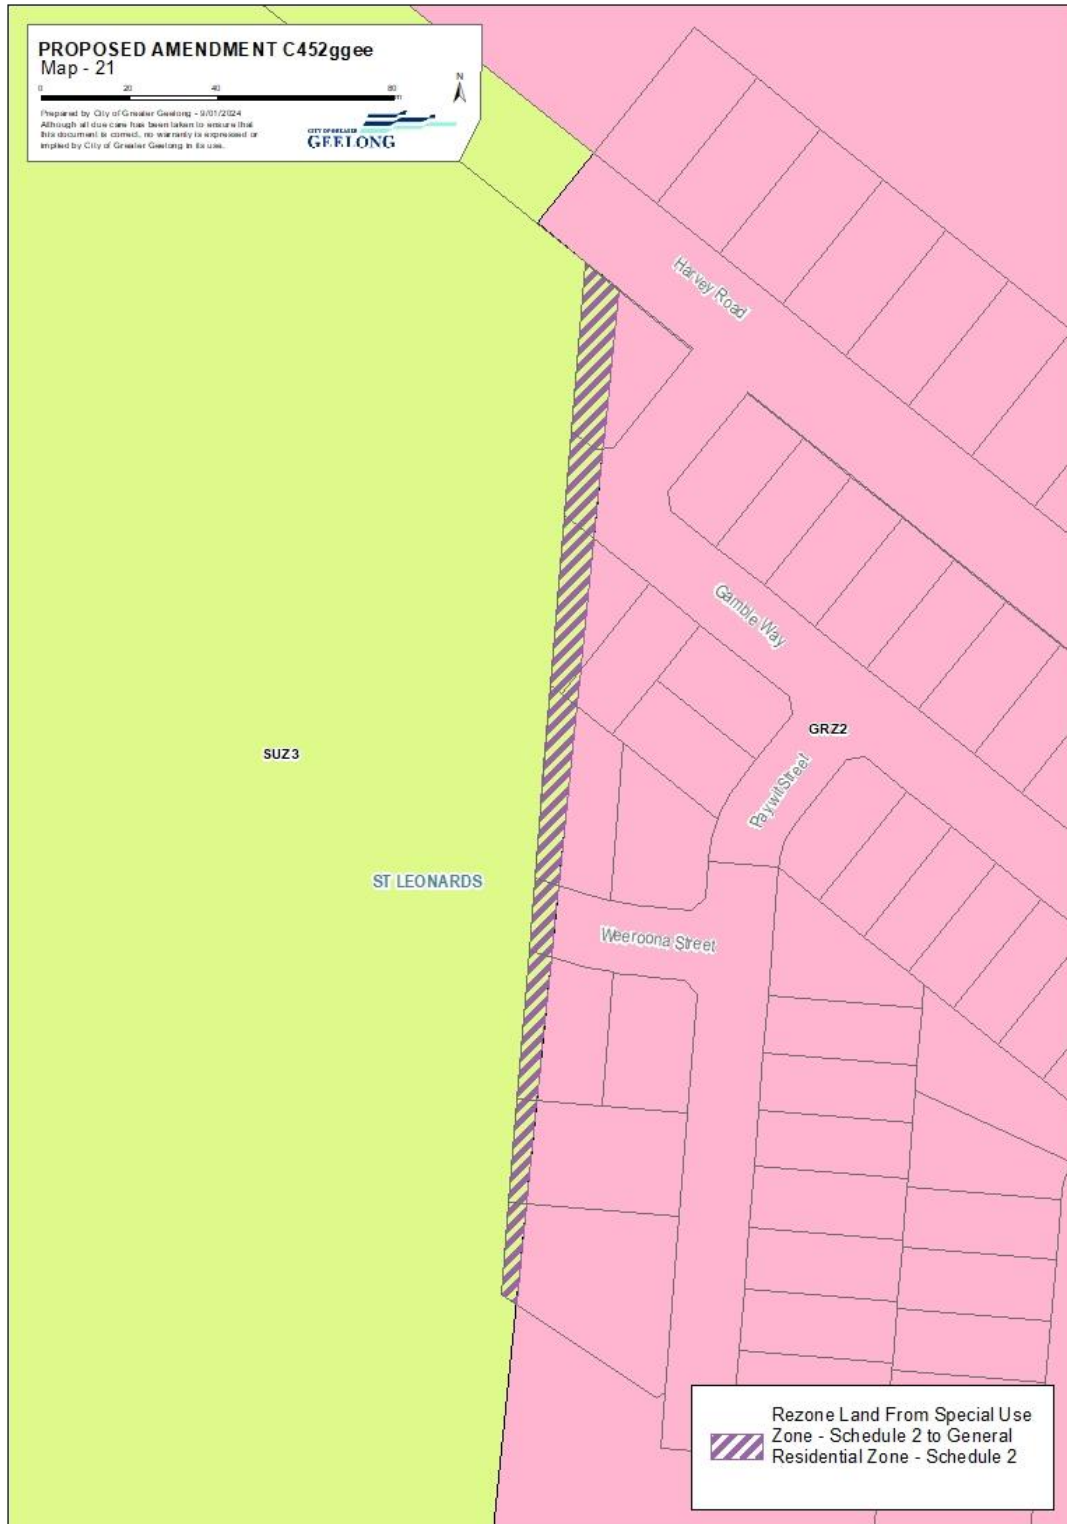 PROPOSED AMENDMENT C452ggee
Map - 21
0 20 40 80
m
N
Prepared by City of Greater Geelong - 9/01/2024
Although all due care has been taken to ensure that
this document is correct, no warranty is expressed or
implied by City of Greater Geelong in its use.
CITY OF GREATER
GEELONG
Harvey Road
Gamble Way
GRZ2
SUZ3
Paywit Street
ST LEONARDS
Weeroona Street
Rezone Land From Special Use
Zone - Schedule 2 to General
Residential Zone - Schedule 2